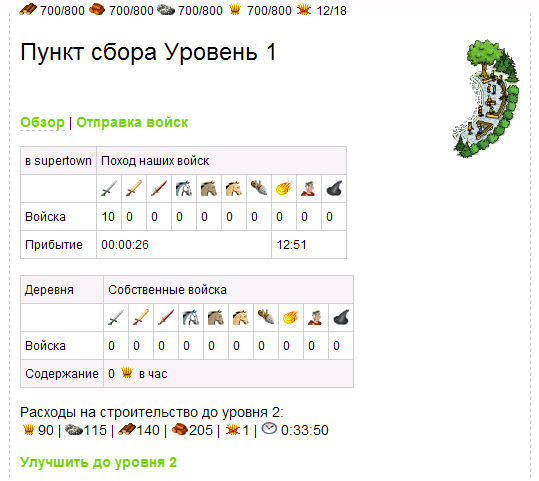 700/800 700/800 700/800 700/800 12/18
Пункт сбора Уровень 1
Обзор | Отправка войск
в supertown Поход наших войск
Войска 10 0 0 0 0 0 0 0 0 0
Прибытие 00:00:26 12:51
Деревня Собственные войска
Войска 0 0 0 0 0 0 0 0 0 0
Содержание 0 в час
Расходы на строительство до уровня 2:
90 | 115 | 140 | 205 | 1 | 0:33:50
Улучшить до уровня 2